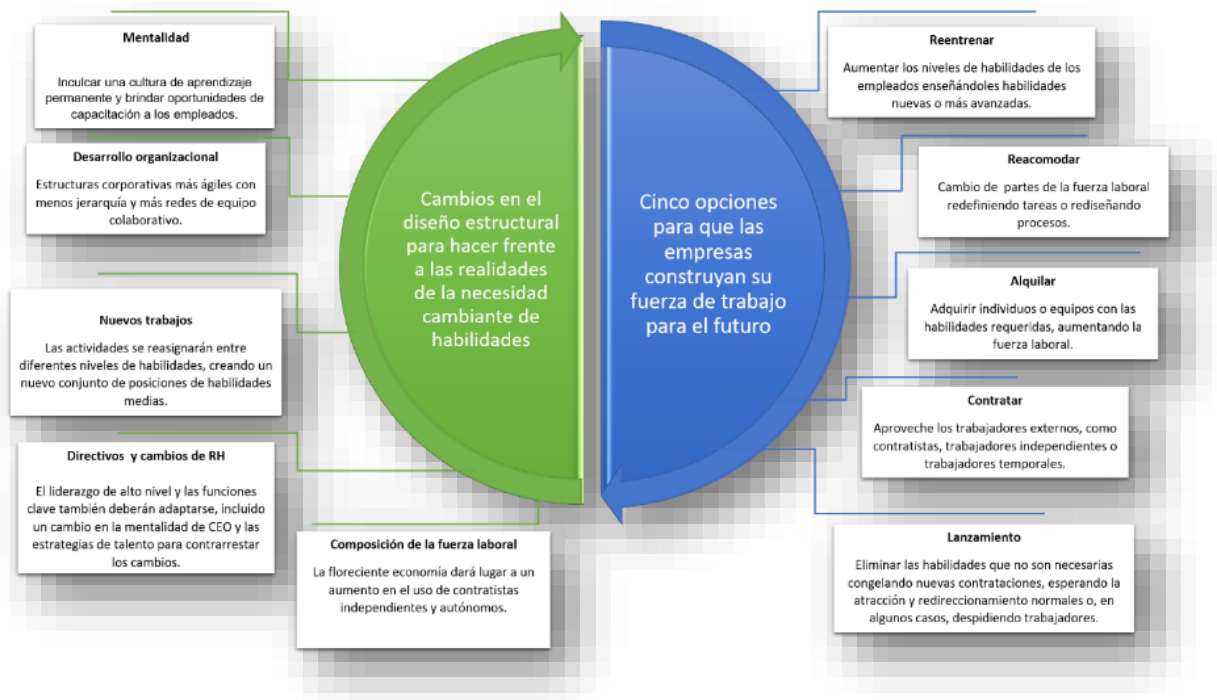 Mentalidad
Inculcar una cultura de aprendizaje
permanente y brindar oportunidades de
capacitación a los empleados.
Desarrollo organizacional
Estructuras corporativas más ágiles con
menos jerarquía y más redes de equipo
colaborativo.
Nuevos trabajos
Las actividades se reasignarán entre
diferentes niveles de habilidades, creando un
nuevo conjunto de posiciones de habilidades
medias.
Directivos y cambios de RH
El liderazgo de alto nivel y las funciones
clave también deberán adaptarse, incluido
un cambio en la mentalidad de CEO y las
estrategias de talento para contrarrestar
los cambios.
Composición de la fuerza laboral
La floreciente economía dará lugar a un
aumento en el uso de contratistas
independientes y autónomos.
Cambios en el
diseño estructural
para hacer frente
a las realidades
de la necesidad
cambiante de
habilidades
Cinco opciones
para que las
empresas
construyan su
fuerza de trabajo
para el futuro
Reentrenar
Aumentar los niveles de habilidades de los
empleados enseñándoles habilidades
nuevas o más avanzadas.
Reacomodar
Cambio de partes de la fuerza laboral
redefiniendo tareas o rediseñando
procesos.
Alquilar
Adquirir individuos o equipos con las
habilidades requeridas, aumentando la
fuerza laboral.
Contratar
Aproveche los trabajadores externos, como
contratistas, trabajadores independientes o
trabajadores temporales.
Lanzamiento
Eliminar las habilidades que no son necesarias
congelando nuevas contrataciones, esperando la
atracción y redireccionamiento normales o, en
algunos casos, despidiendo trabajadores.